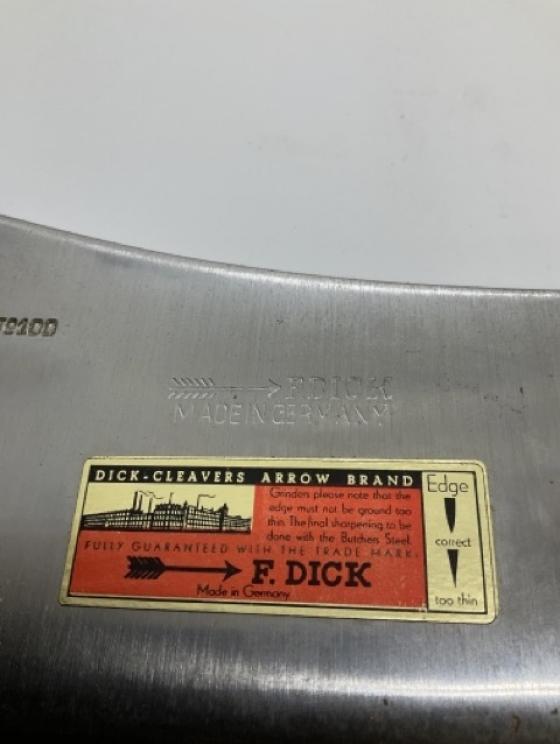 100
F.DICK
MADE IN GERMANY
DICK-CLEAVERS ARROW BRAND
Grinders please note that the
edge must not be ground too
thin. The final sharpening to be
done with the Butchers Steel.
FULLY GUARANTEED WITH THE TRADE MARK:
F. DICK
Made in Germany
Edge
correct
too thin